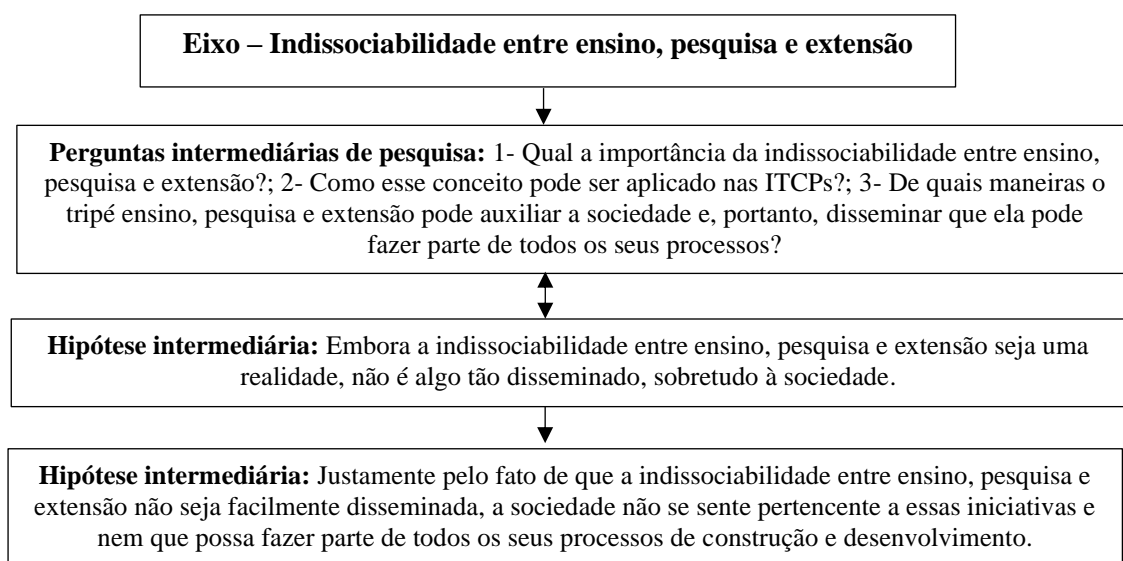 Eixo – Indissociabilidade entre ensino, pesquisa e extensão
Perguntas intermediárias de pesquisa: 1- Qual a importância da indissociabilidade entre ensino,
pesquisa e extensão?; 2- Como esse conceito pode ser aplicado nas ITCPs?; 3- De quais maneiras o
tripé ensino, pesquisa e extensão pode auxiliar a sociedade e, portanto, disseminar que ela pode
fazer parte de todos os seus processos?
Hipótese intermediária: Embora a indissociabilidade entre ensino, pesquisa e extensão seja uma
realidade, não é algo tão disseminado, sobretudo à sociedade.
Hipótese intermediária: Justamente pelo fato de que a indissociabilidade entre ensino, pesquisa e
extensão não seja facilmente disseminada, a sociedade não se sente pertencente a essas iniciativas e
nem que possa fazer parte de todos os seus processos de construção e desenvolvimento.